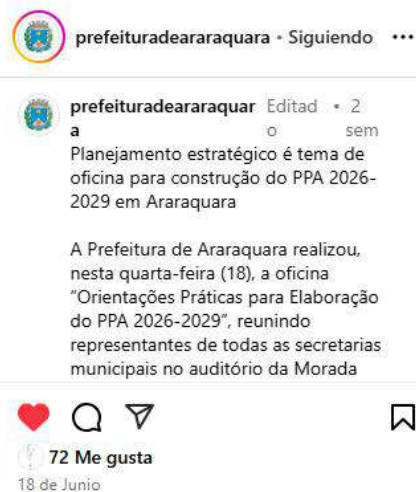 prefeituradeararaquara • Siguiendo •••
prefeituradeararaquar Editad • 2
a o sem
Planejamento estratégico é tema de
oficina para construção do PPA 2026-
2029 em Araraquara
A Prefeitura de Araraquara realizou,
nesta quarta-feira (18), a oficina
“Orientações Práticas para Elaboração
do PPA 2026-2029”, reunindo
representantes de todas as secretarias
municipais no auditório da Morada
72 Me gusta
18 de Junio